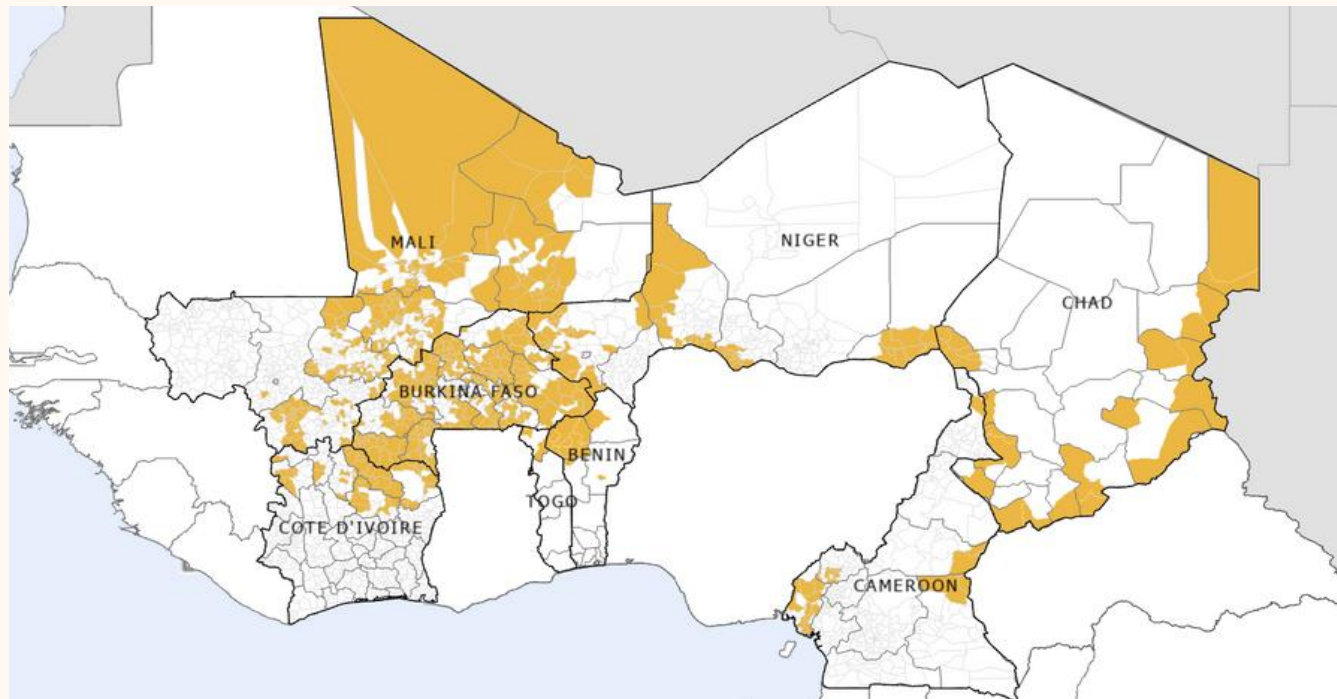 MALI
NIGER
CHAD
BURKINA FASO
BENIN
TOGO
COTE D'IVOIRE
CAMEROON